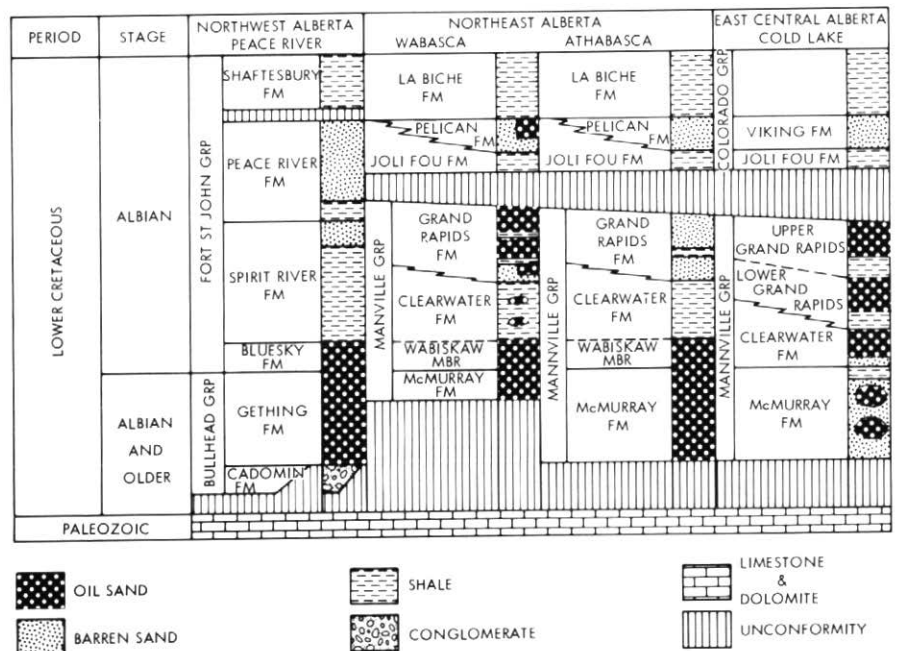 PERIOD
STAGE
NORTHWEST ALBERTA
PEACE RIVER
NORTHEAST ALBERTA
WABASCA
ATHABASCA
EAST CENTRAL ALBERTA
COLD LAKE
LOWER CRETACEOUS
ALBIAN
ALBIAN
AND
OLDER
FORT ST JOHN GRP
BULLHEAD GRP
SHAFTESBURY
FM
PEACE RIVER
FM
SPIRIT RIVER
FM
BLUESKY FM
GETHING
FM
CADOMIN
FM
LA BICHE
FM
PELICAN
FM
JOLI FOU FM
MANVILLE GRP
GRAND
RAPIDS
FM
CLEARWATER
FM
WABISKAW
MBR
McMURRAY
FM
LA BICHE
FM
PELICAN
FM
JOLI FOU FM
MANNVILLE GRP
GRAND
RAPIDS
FM
CLEARWATER
FM
WABISKAW
MBR
McMURRAY
FM
COLORADO GRP
VIKING FM
JOLI FOU FM
MANNVILLE GRP
UPPER
GRAND RAPIDS
LOWER
GRAND
RAPIDS
CLEARWATER
FM
McMURRAY
FM
PALEOZOIC
OIL SAND
BARREN SAND
SHALE
CONGLOMERATE
LIMESTONE
&
DOLOMITE
UNCONFORMITY